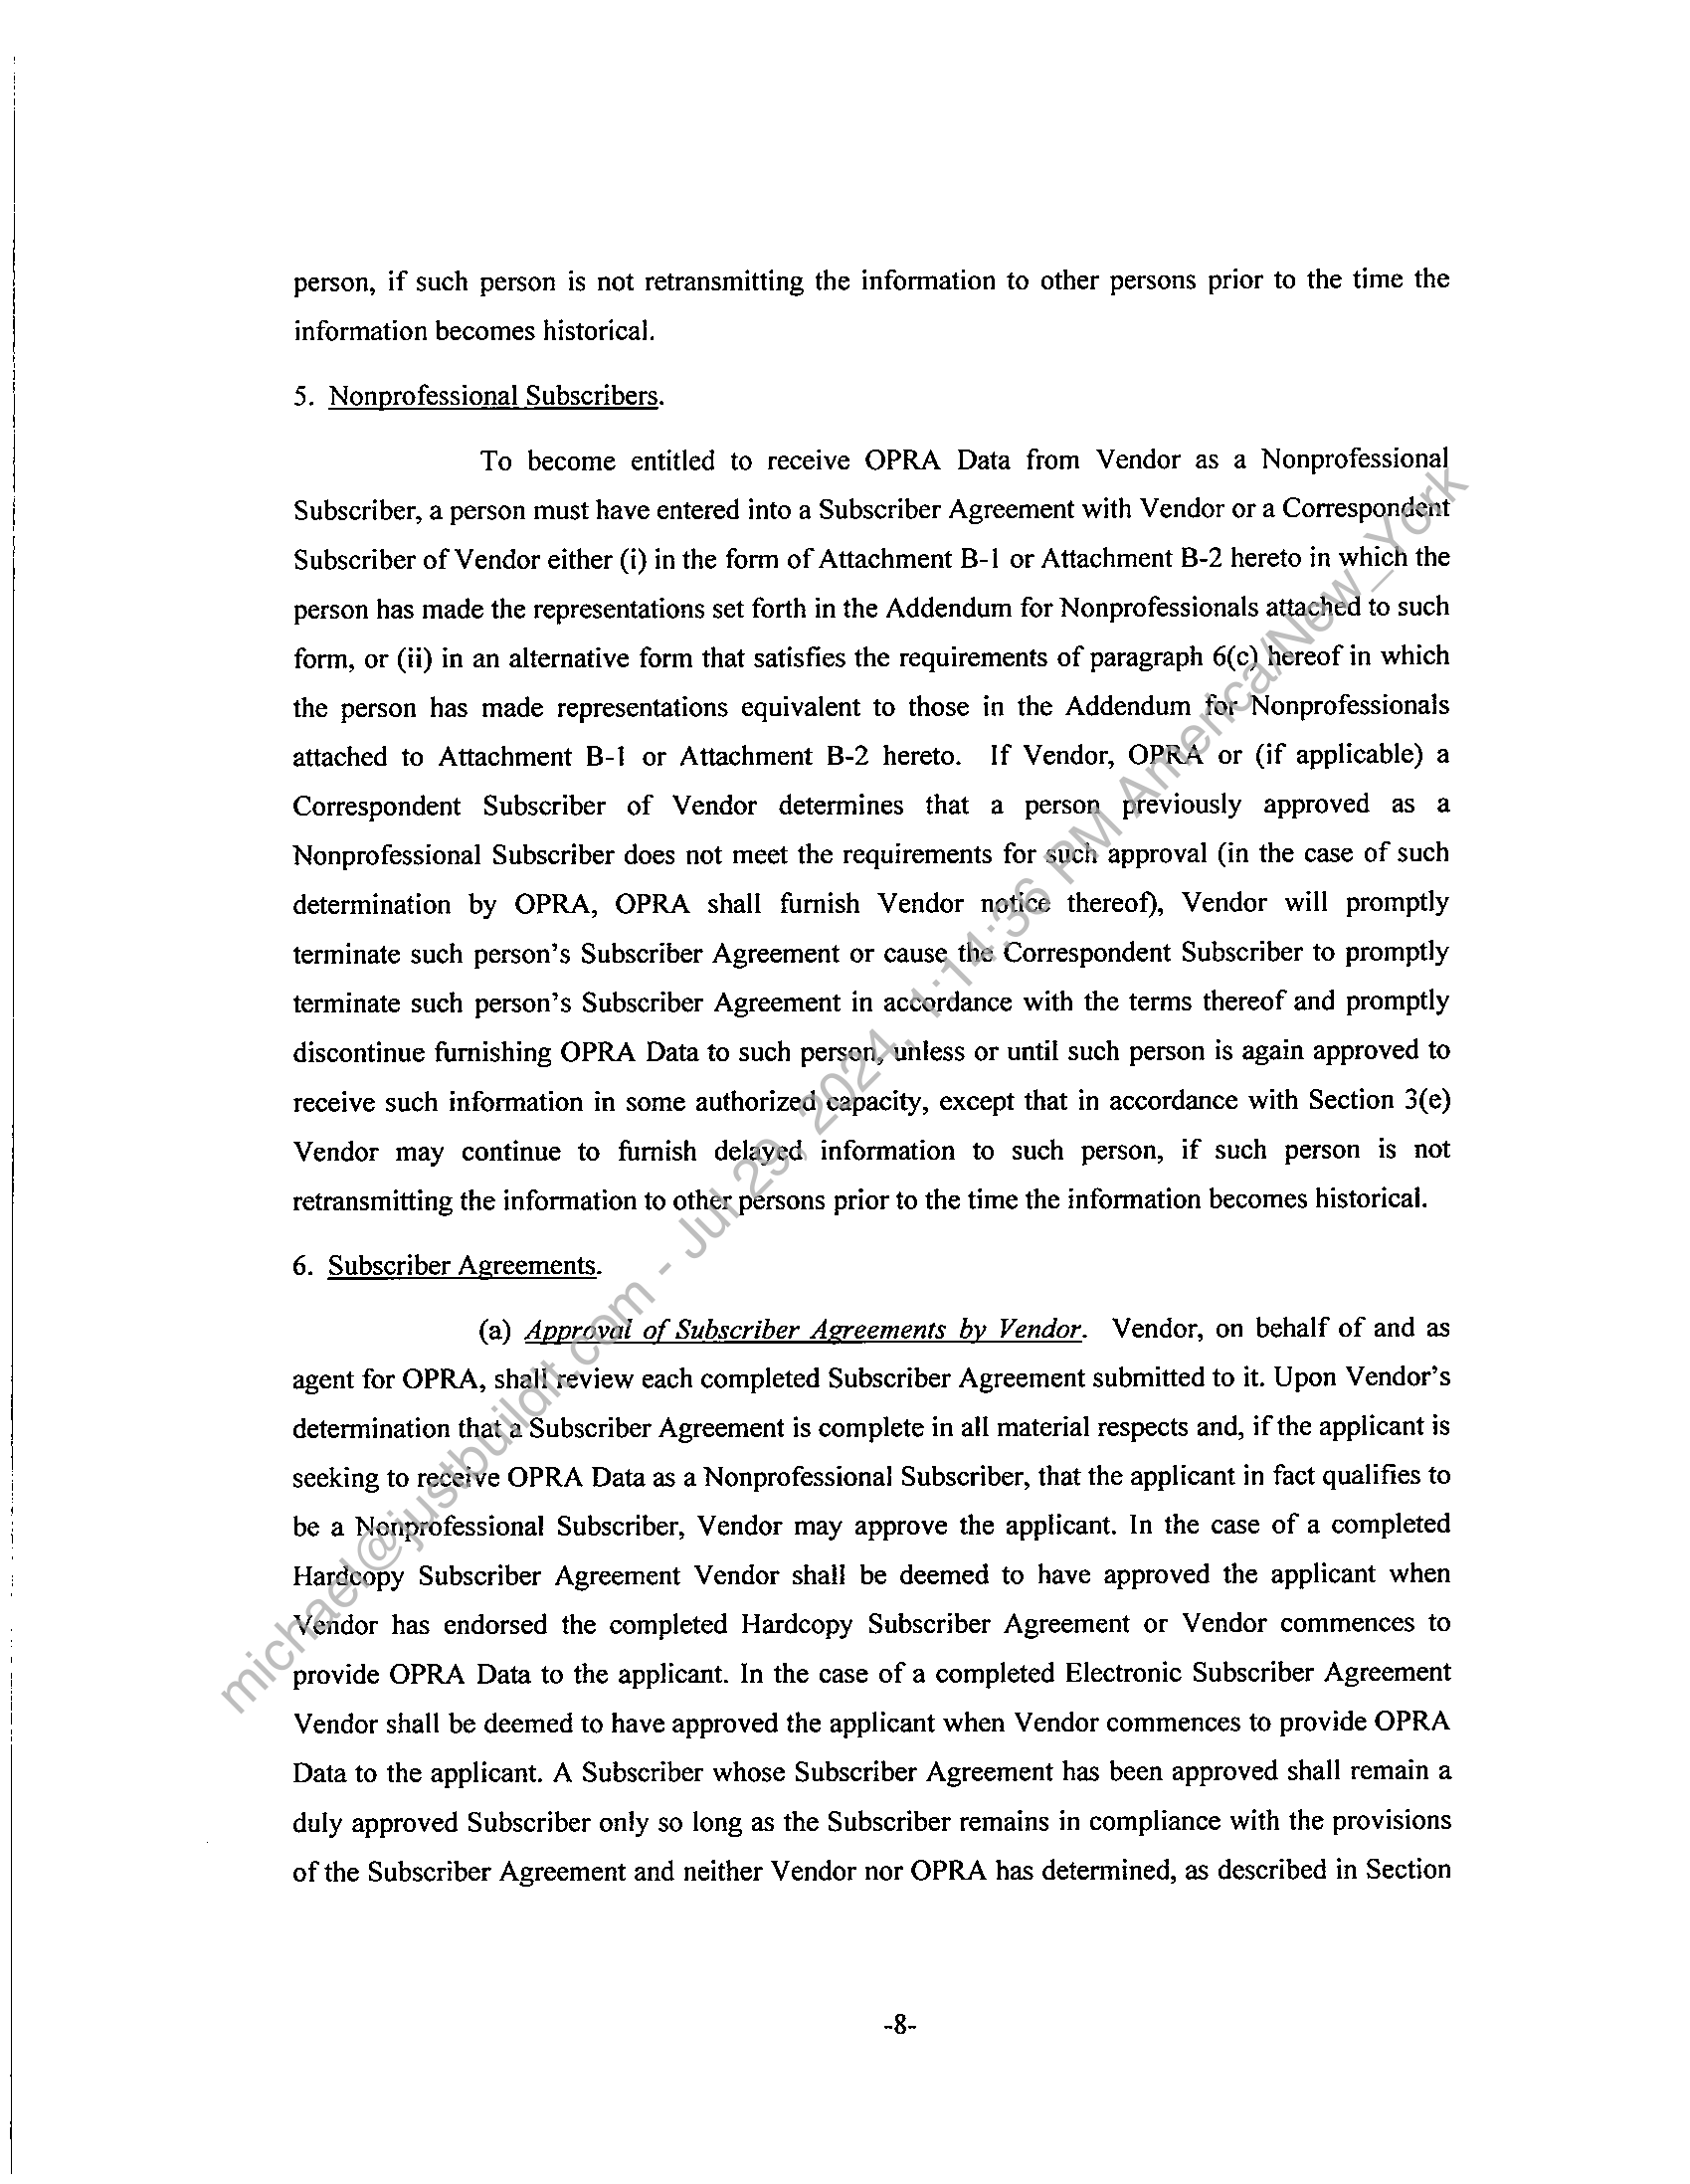 person, if such person is not retransmitting the information to other persons prior to the time the
information becomes historical.
5. Nonprofessional Subscribers.
To become entitled to receive OPRA Data from Vendor as a Nonprofessional
Subscriber, a person must have entered into a Subscriber Agreement with Vendor or a Correspondent
Subscriber of Vendor either (i) in the form of Attachment B-1 or Attachment B-2 hereto in which the
person has made the representations set forth in the Addendum for Nonprofessionals attached to such
form, or (ii) in an alternative form that satisfies the requirements of paragraph 6(c) hereof in which
the person has made representations equivalent to those in the Addendum for Nonprofessionals
attached to Attachment B-1 or Attachment B-2 hereto. If Vendor, OPRA or (if applicable) a
Correspondent Subscriber of Vendor determines that a person previously approved as a
Nonprofessional Subscriber does not meet the requirements for such approval (in the case of such
determination by OPRA, OPRA shall furnish Vendor notice thereof), Vendor will promptly
terminate such person's Subscriber Agreement or cause the Correspondent Subscriber to promptly
terminate such person's Subscriber Agreement in accordance with the terms thereof and promptly
discontinue furnishing OPRA Data to such person, unless or until such person is again approved to
receive such information in some authorized capacity, except that in accordance with Section 3(e)
Vendor may continue to furnish delayed information to such person, if such person is not
retransmitting the information to other persons prior to the time the information becomes historical.
6. Subscriber Agreements.
(a) Approval of Subscriber Agreements by Vendor. Vendor, on behalf of and as
agent for OPRA, shall review each completed Subscriber Agreement submitted to it. Upon Vendor's
determination that a Subscriber Agreement is complete in all material respects and, if the applicant is
seeking to receive OPRA Data as a Nonprofessional Subscriber, that the applicant in fact qualifies to
be a Nonprofessional Subscriber, Vendor may approve the applicant. In the case of a completed
Hardcopy Subscriber Agreement Vendor shall be deemed to have approved the applicant when
Vendor has endorsed the completed Hardcopy Subscriber Agreement or Vendor commences to
provide OPRA Data to the applicant. In the case of a completed Electronic Subscriber Agreement
Vendor shall be deemed to have approved the applicant when Vendor commences to provide OPRA
Data to the applicant. A Subscriber whose Subscriber Agreement has been approved shall remain a
duly approved Subscriber only so long as the Subscriber remains in compliance with the provisions
of the Subscriber Agreement and neither Vendor nor OPRA has determined, as described in Section
-8-
michael@justbuildit.com - Jul 29, 2024, 1:14:36 PM America/New_York